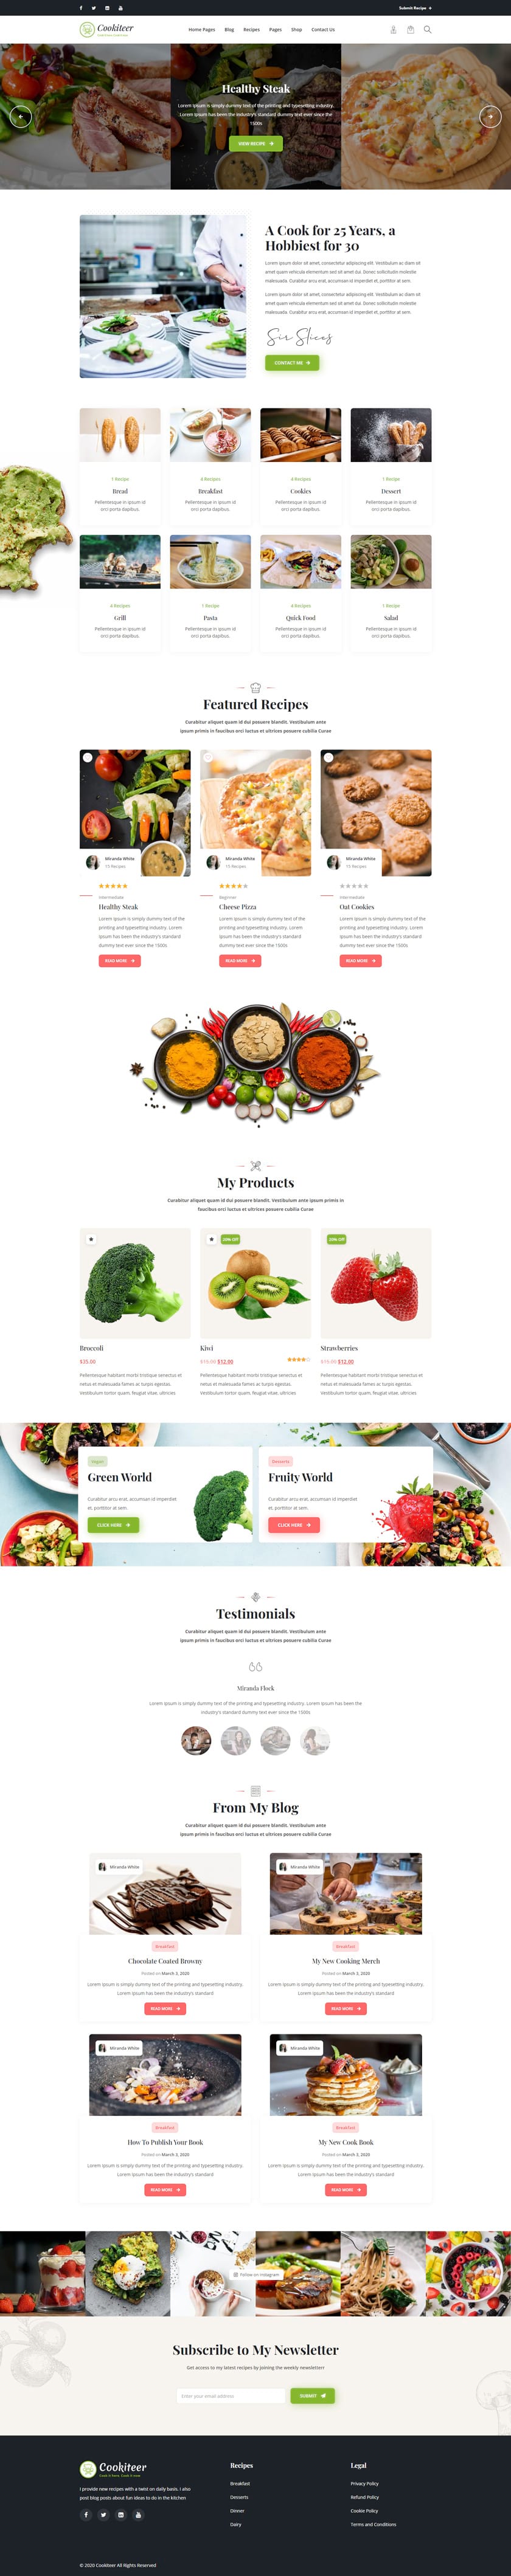 Submit Recipe
Cookiteer
Home Pages Blog Recipes Pages Shop Contact Us
Healthy Steak
Lorem Ipsum is simply dummy text of the printing and typesetting industry.
Lorem Ipsum has been the industry's standard dummy text ever since the
1500s
VIEW RECIPE
A Cook for 25 Years, a
Hobbiest for 30
Lorem ipsum dolor sit amet, consectetur adipiscing elit. Vestibulum ac diam sit
amet quam vehicula elementum sed sit amet dui. Donec sollicitudin molestie
malesuada. Curabitur arcu erat, accumsan id imperdiet et, porttitor at sem.
Lorem ipsum dolor sit amet, consectetur adipiscing elit. Vestibulum ac diam sit
amet quam vehicula elementum sed sit amet dui. Donec sollicitudin molestie
malesuada. Curabitur arcu erat, accumsan id imperdiet et, porttitor at sem.
Sir Slices
CONTACT ME
1 Recipe 4 Recipes 4 Recipes 1 Recipe
Bread Breakfast Cookies Dessert
Pellentesque in ipsum id Pellentesque in ipsum id Pellentesque in ipsum id Pellentesque in ipsum id
orci porta dapibus. orci porta dapibus. orci porta dapibus. orci porta dapibus.
4 Recipes 1 Recipe 4 Recipes 1 Recipe
Grill Pasta Quick Food Salad
Pellentesque in ipsum id Pellentesque in ipsum id Pellentesque in ipsum id Pellentesque in ipsum id
orci porta dapibus. orci porta dapibus. orci porta dapibus. orci porta dapibus.
Featured Recipes
Curabitur aliquet quam id dui posuere blandit. Vestibulum ante
ipsum primis in faucibus orci luctus et ultrices posuere cubilia Curae
Miranda White Miranda White Miranda White
15 Recipes 15 Recipes 15 Recipes
Intermediate Beginner Intermediate
Healthy Steak Cheese Pizza Oat Cookies
Lorem Ipsum is simply dummy text of the Lorem Ipsum is simply dummy text of the Lorem Ipsum is simply dummy text of the
printing and typesetting industry. Lorem printing and typesetting industry. Lorem printing and typesetting industry. Lorem
Ipsum has been the industry's standard Ipsum has been the industry's standard Ipsum has been the industry's standard
dummy text ever since the 1500s dummy text ever since the 1500s dummy text ever since the 1500s
READ MORE READ MORE READ MORE
My Products
Curabitur aliquet quam id dui posuere blandit. Vestibulum ante ipsum primis in
faucibus orci luctus et ultrices posuere cubilia Curae
20% Off 20% Off
Broccoli Kiwi Strawberries
$35.00 $15.00 $12.00 $15.00 $12.00
Pellentesque habitant morbi tristique senectus et Pellentesque habitant morbi tristique senectus et Pellentesque habitant morbi tristique senectus et
netus et malesuada fames ac turpis egestas. netus et malesuada fames ac turpis egestas. netus et malesuada fames ac turpis egestas.
Vestibulum tortor quam, feugiat vitae, ultricies Vestibulum tortor quam, feugiat vitae, ultricies Vestibulum tortor quam, feugiat vitae, ultricies
Vegan Desserts
Green World Fruity World
Curabitur arcu erat, accumsan id imperdiet Curabitur arcu erat, accumsan id imperdiet
et, porttitor at sem. et, porttitor at sem.
CLICK HERE CLICK HERE
Testimonials
Curabitur aliquet quam id dui posuere blandit. Vestibulum ante
ipsum primis in faucibus orci luctus et ultrices posuere cubilia Curae
Miranda Flock
Lorem Ipsum is simply dummy text of the printing and typesetting industry. Lorem Ipsum has been the
industry's standard dummy text ever since the 1500s
From My Blog
Curabitur aliquet quam id dui posuere blandit. Vestibulum ante
ipsum primis in faucibus orci luctus et ultrices posuere cubilia Curae
Miranda White Miranda White
Breakfast Breakfast
Chocolate Coated Browny My New Cooking Merch
Posted on March 2, 2020 Posted on March 2, 2020
Lorem Ipsum is simply dummy text of the printing and typesetting industry. Lorem Ipsum is simply dummy text of the printing and typesetting industry.
Lorem Ipsum has been the industry's standard Lorem Ipsum has been the industry's standard
READ MORE READ MORE
Miranda White Miranda White
Breakfast Breakfast
How To Publish Your Book My New Cook Book
Posted on March 2, 2020 Posted on March 2, 2020
Lorem Ipsum is simply dummy text of the printing and typesetting industry. Lorem Ipsum is simply dummy text of the printing and typesetting industry.
Lorem Ipsum has been the industry's standard Lorem Ipsum has been the industry's standard
READ MORE READ MORE
Follow on Instagram
Subscribe to My Newsletter
Get access to my latest recipes by joining the weekly newsletterr
Enter your email address SUBMIT
Cookiteer Recipes Legal
I provide new recipes with a twist on daily basis. I also
post blog posts about fun ideas to do in the kitchen
Breakfast Privacy Policy
Desserts Refund Policy
Dinner Cookie Policy
Dairy Terms and Conditions
© 2020 Cookiteer All Rights Reserved